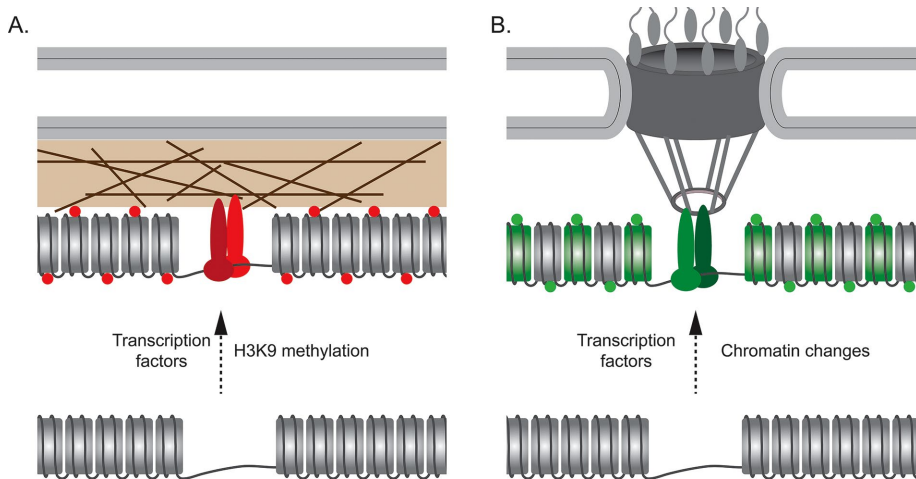 A.
B.
Transcription
factors
H3K9 methylation
Transcription
factors
Chromatin changes